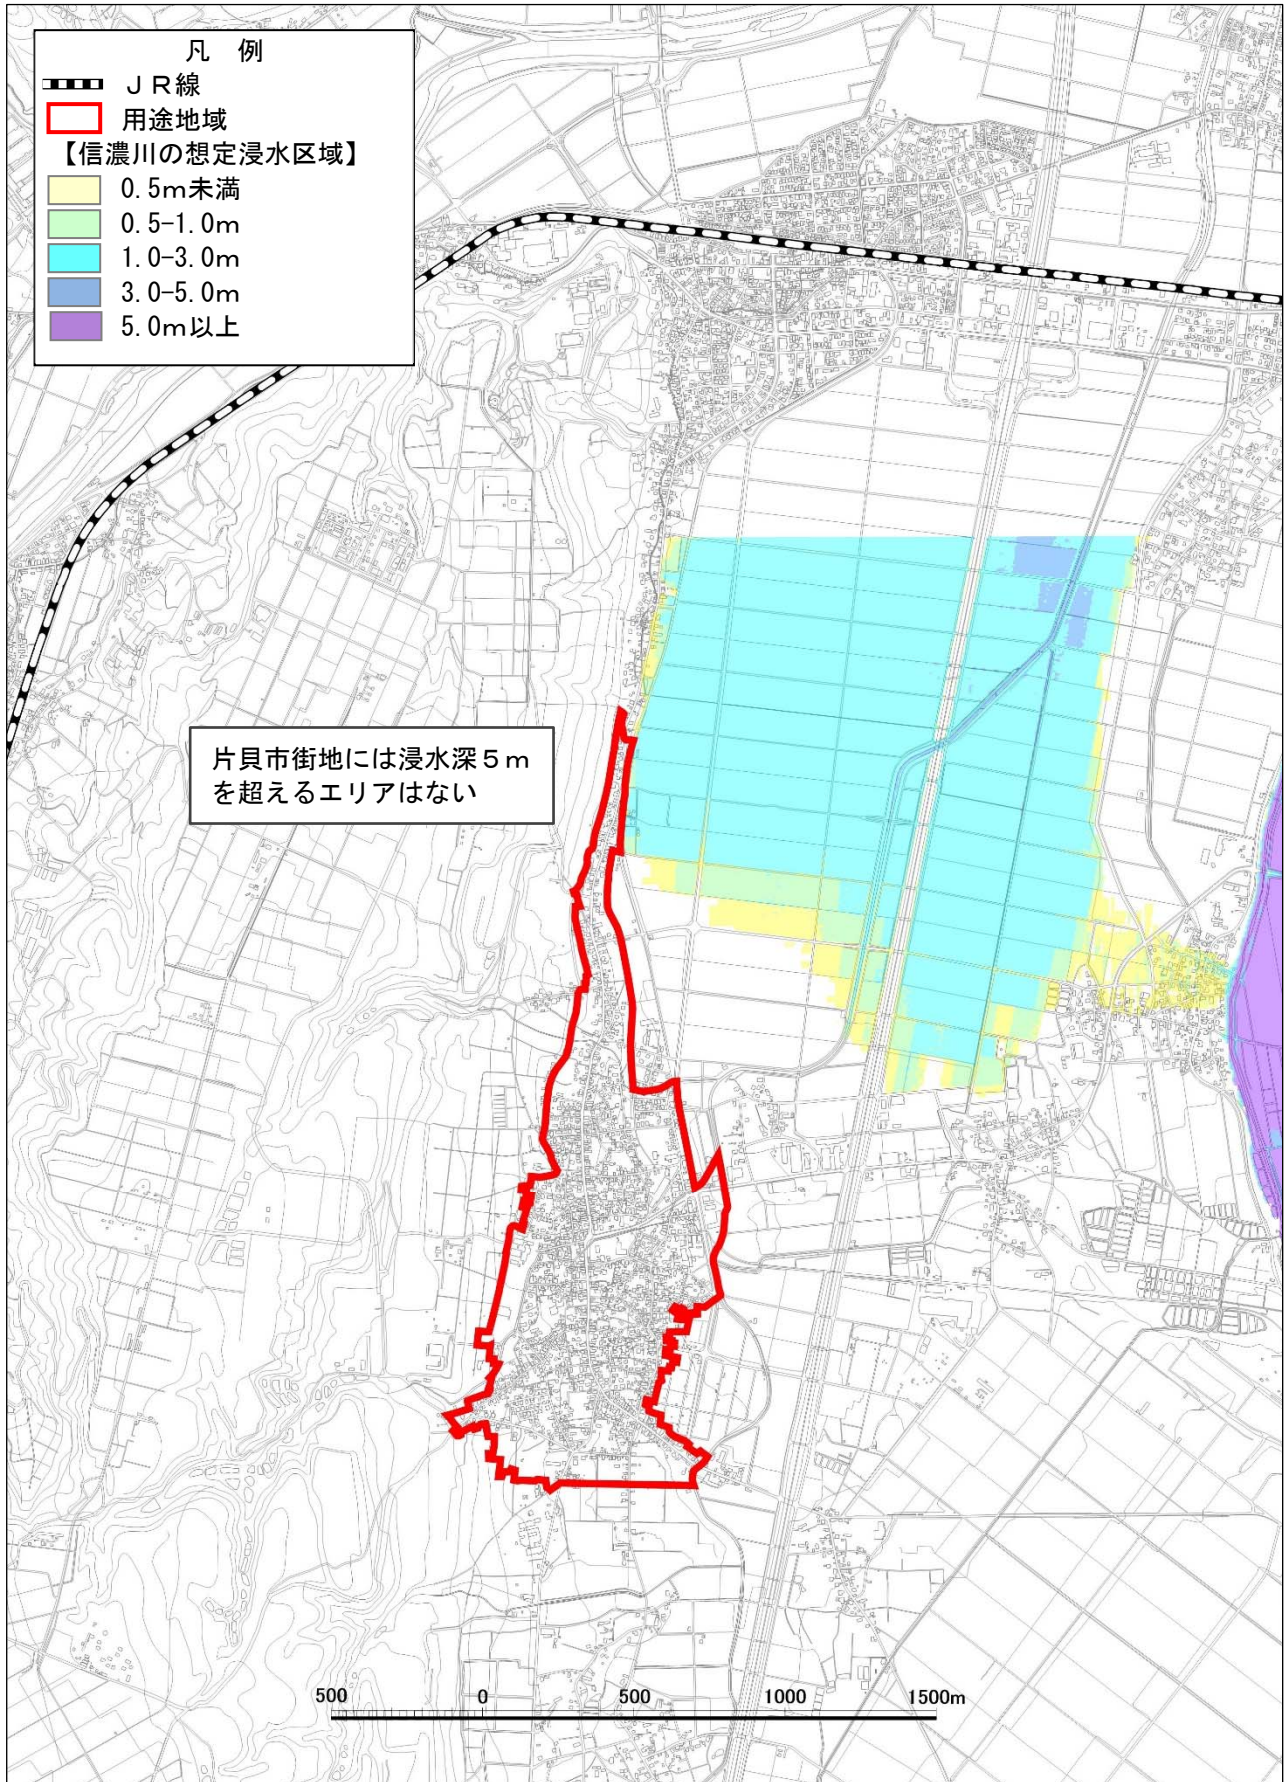 凡　例
ＪＲ線
用途地域
【信濃川の想定浸水区域】
0.5m未満
0.5-1.0m
1.0-3.0m
3.0-5.0m
5.0m以上
片貝市街地には浸水深５ｍ
を超えるエリアはない
500 0 500 1000 1500m